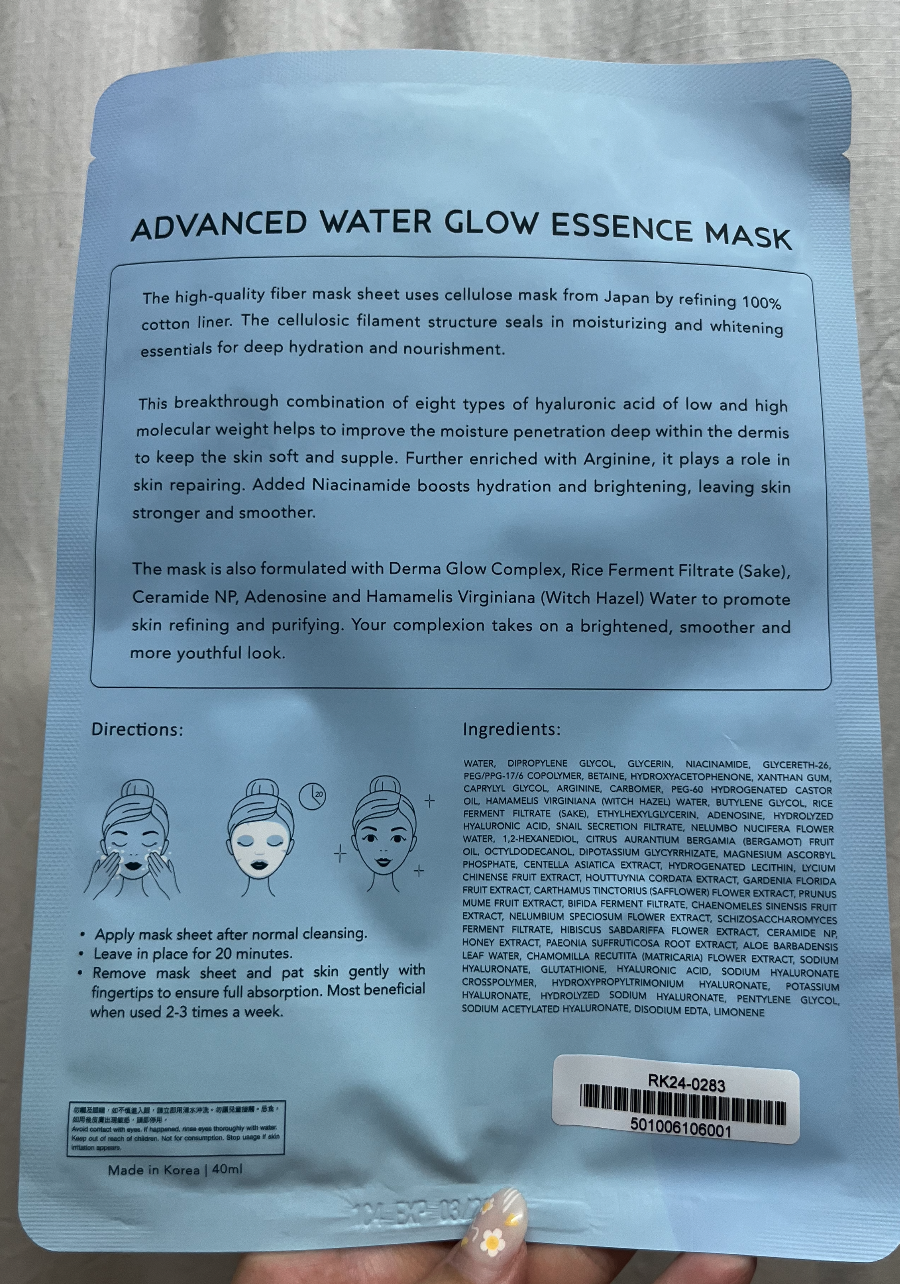 ADVANCED WATER GLOW ESSENCE MASK
The high-quality fiber mask sheet uses cellulose mask from Japan by refining 100%
cotton liner. The cellulosic filament structure seals in moisturizing and whitening
essentials for deep hydration and nourishment.
This breakthrough combination of eight types of hyaluronic acid of low and high
molecular weight helps to improve the moisture penetration deep within the dermis
to keep the skin soft and supple. Further enriched with Arginine, it plays a role in
skin repairing. Added Niacinamide boosts hydration and brightening, leaving skin
stronger and smoother.
The mask is also formulated with Derma Glow Complex, Rice Ferment Filtrate (Sake),
Ceramide NP, Adenosine and Hamamelis Virginiana (Witch Hazel) Water to promote
skin refining and purifying. Your complexion takes on a brightened, smoother and
more youthful look.
Directions:
20
• Apply mask sheet after normal cleansing.
• Leave in place for 20 minutes.
• Remove mask sheet and pat skin gently with
fingertips to ensure full absorption. Most beneficial
when used 2-3 times a week.
Ingredients:
WATER, DIPROPYLENE GLYCOL, GLYCERIN, NIACINAMIDE, GLYCERETH-26,
PEG/PPG-17/6 COPOLYMER, BETAINE, HYDROXYACETOPHENONE, XANTHAN GUM,
CAPRYLYL GLYCOL, ARGININE, CARBOMER, PEG-60 HYDROGENATED CASTOR
OIL, HAMAMELIS VIRGINIANA (WITCH HAZEL) WATER, BUTYLENE GLYCOL, RICE
FERMENT FILTRATE (SAKE), ETHYLHEXYLGLYCERIN, ADENOSINE, HYDROLYZED
HYALURONIC ACID, SNAIL SECRETION FILTRATE, NELUMBO NUCIFERA FLOWER
WATER, 1,2-HEXANEDIOL, CITRUS AURANTIUM BERGAMIA (BERGAMOT) FRUIT
OIL, OCTYLDODECANOL, DIPOTASSIUM GLYCYRRHIZATE, MAGNESIUM ASCORBYL
PHOSPHATE, CENTELLA ASIATICA EXTRACT, HYDROGENATED LECITHIN, LYCIUM
CHINENSE FRUIT EXTRACT, HOUTTUYNIA CORDATA EXTRACT, GARDENIA FLORIDA
FRUIT EXTRACT, CARTHAMUS TINCTORIUS (SAFFLOWER) FLOWER EXTRACT, PRUNUS
MUME FRUIT EXTRACT, BIFIDA FERMENT FILTRATE, CHAENOMELES SINENSIS FRUIT
EXTRACT, NELUMBIUM SPECIOSUM FLOWER EXTRACT, SCHIZOSACCHAROMYCES
FERMENT FILTRATE, HIBISCUS SABDARIFFA FLOWER EXTRACT, CERAMIDE NP,
HONEY EXTRACT, PAEONIA SUFFRUTICOSA ROOT EXTRACT, ALOE BARBADENSIS
LEAF WATER, CHAMOMILLA RECUTITA (MATRICARIA) FLOWER EXTRACT, SODIUM
HYALURONATE, GLUTATHIONE, HYALURONIC ACID, SODIUM HYALURONATE
CROSSPOLYMER, HYDROXYPROPYLTRIMONIUM HYALURONATE, POTASSIUM
HYALURONATE, HYDROLYZED SODIUM HYALURONATE, PENTYLENE GLYCOL,
SODIUM ACETYLATED HYALURONATE, DISODIUM EDTA, LIMONENE
RK24-0283
501006106001
Avoid contact with eyes. If happened, rinse eyes thoroughly with water.
Keep out of reach of children. Not for consumption. Stop usage if skin
irritation appears.
Made in Korea | 40ml
EXP 03/2